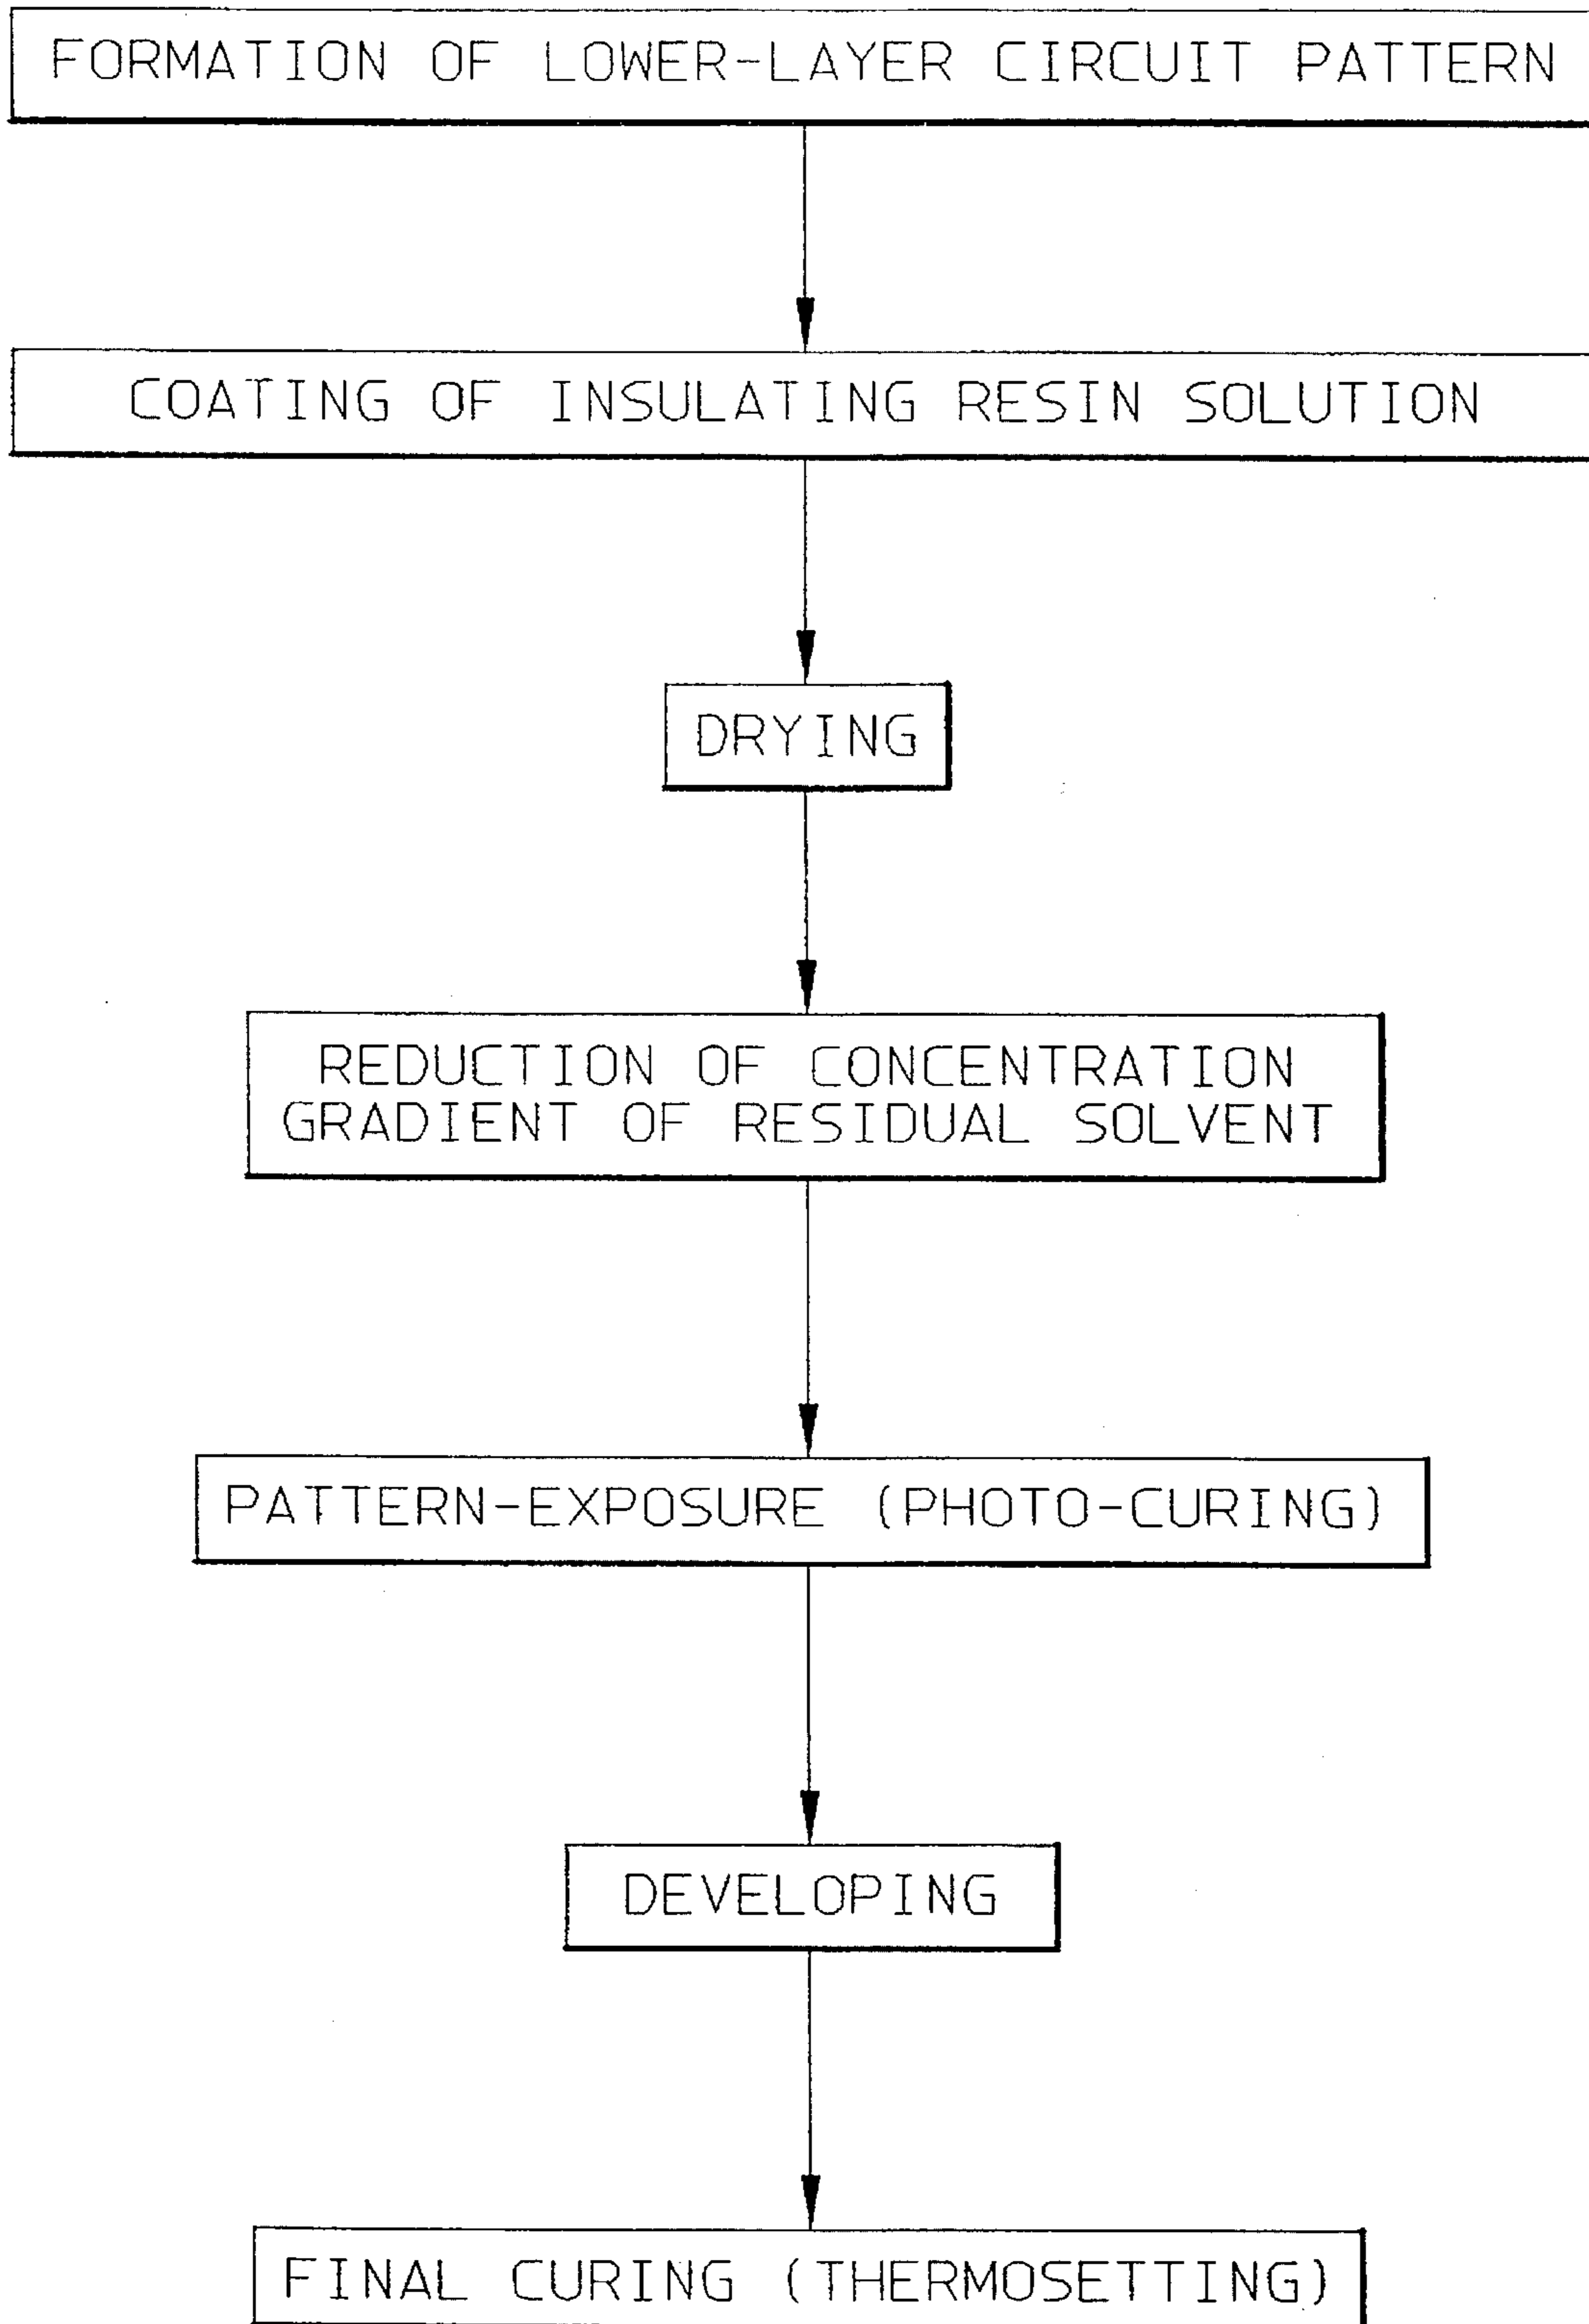 FORMATION OF LOWER-LAYER CIRCUIT PATTERN
COATING OF INSULATING RESIN SOLUTION
DRYING
REDUCTION OF CONCENTRATION
GRADIENT OF RESIDUAL SOLVENT
PATTERN-EXPOSURE (PHOTO-CURING)
DEVELOPING
FINAL CURING (THERMOSETTING)